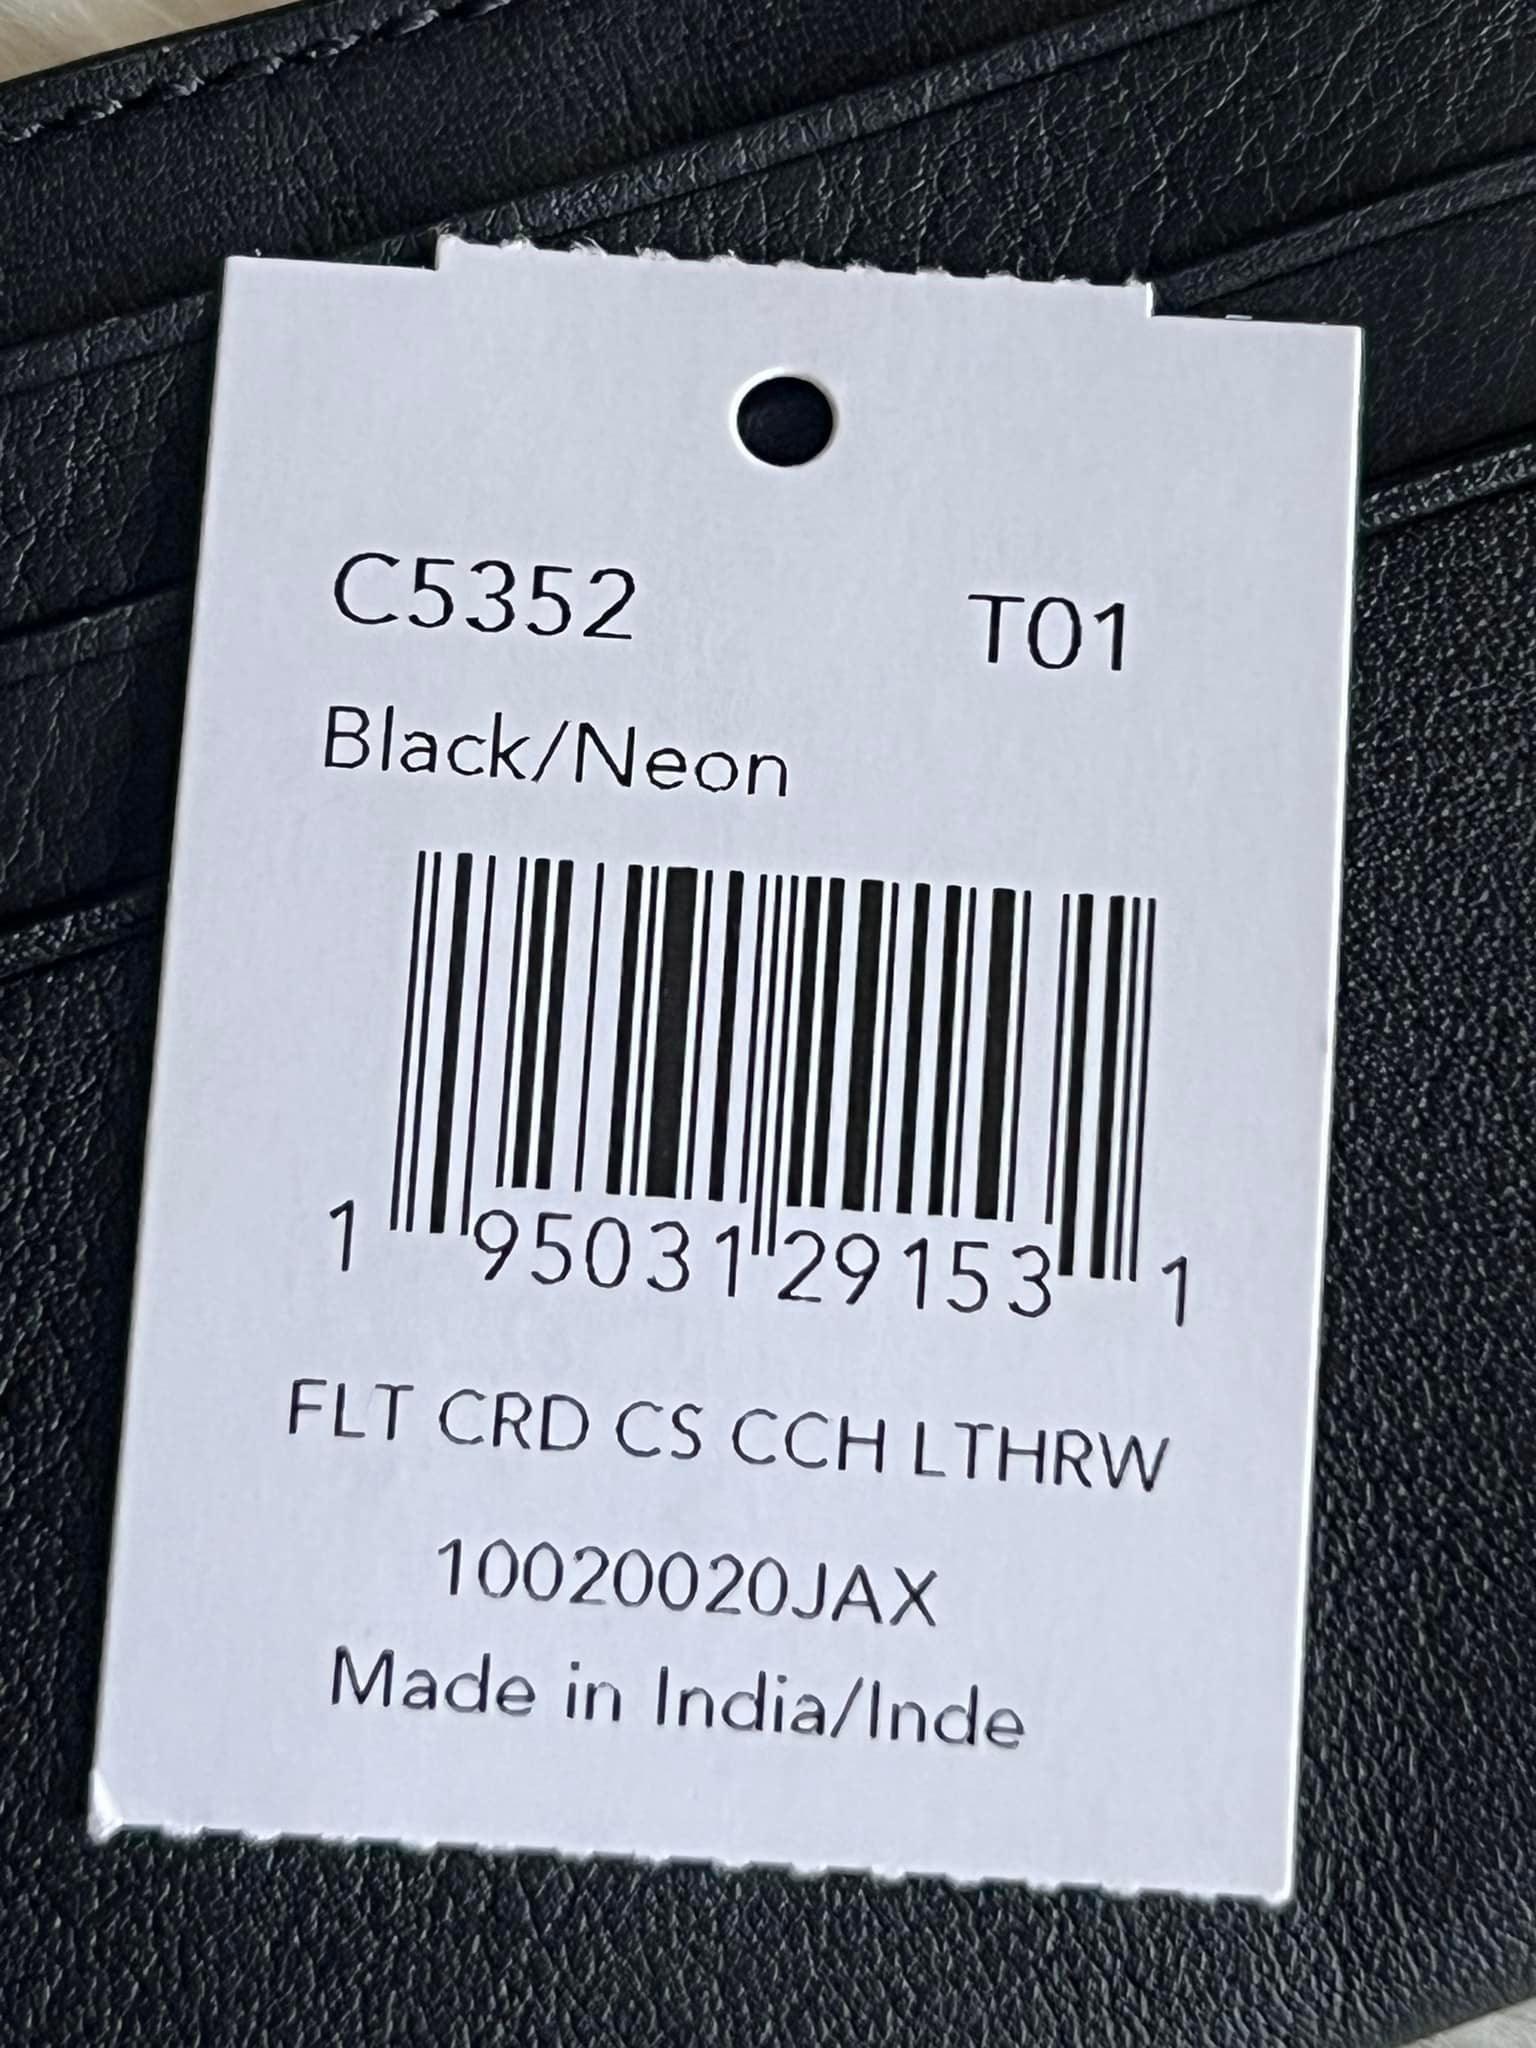 C5352 T01
Black/Neon
1 95031 29153 1
FLT CRD CS CCH LTHRW
10020020JAX
Made in India/Inde